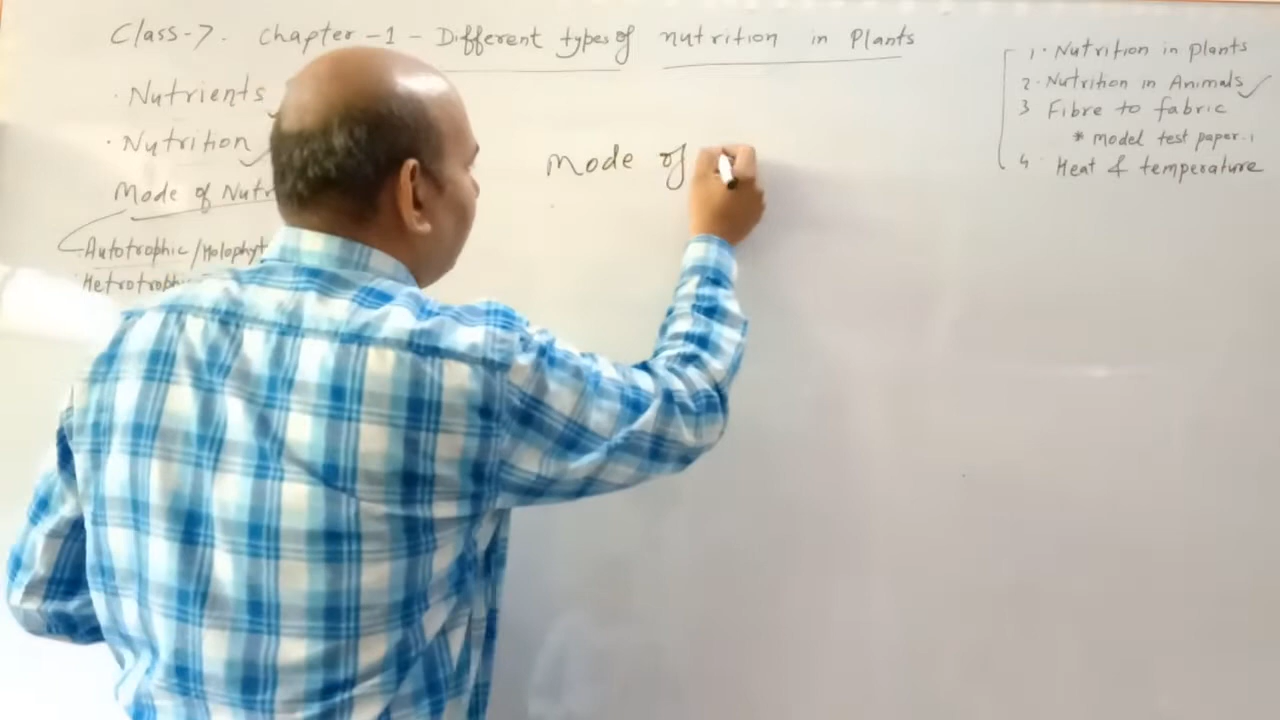 Class-7. Chapter-1- Different types of nutrition in Plants
· Nutrients
· Nutrition
Mode of Nutr
Autotrophic/Holophyt
Hetrotrophi
Mode of
1· Nutrition in plants
2· Nutrition in Animals
3 Fibre to fabric
* Model test paper.1
4· Heat & temperature